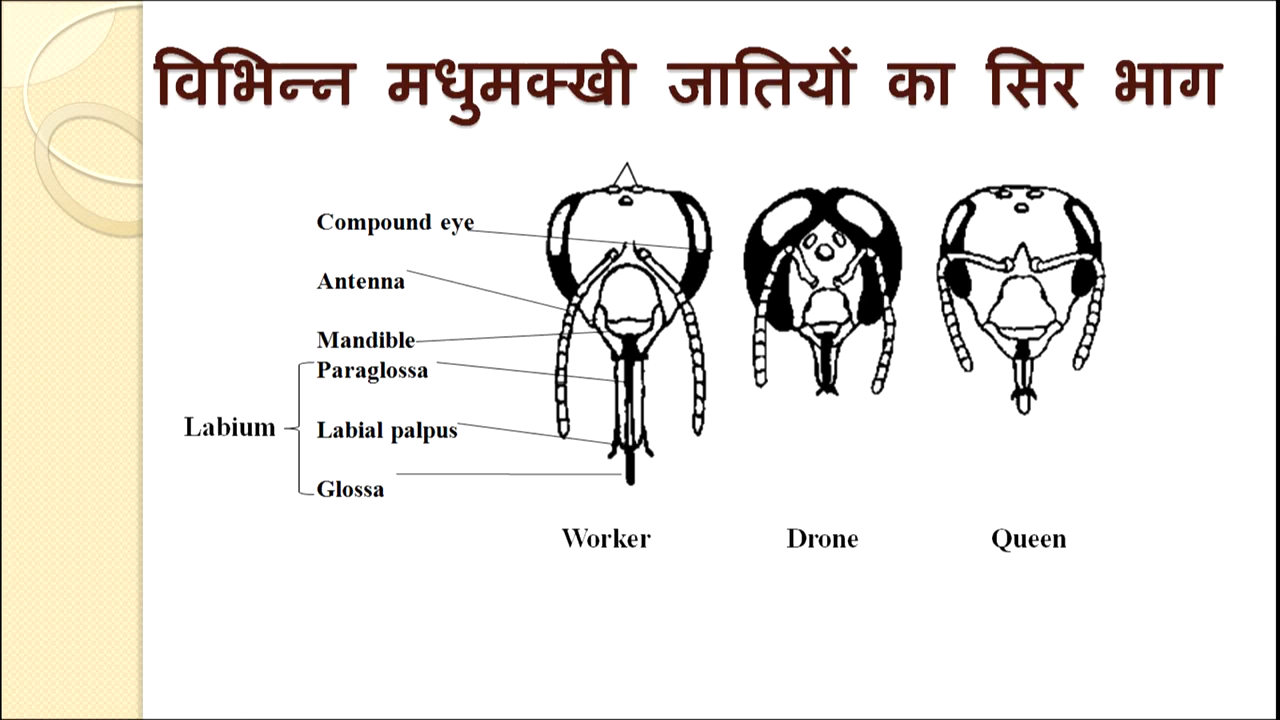 विभिन्न मधुमक्खी जातियों का सिर भाग
Compound eye
Antenna
Mandible
Paraglossa
Labium
Labial palpus
Glossa
Worker
Drone
Queen